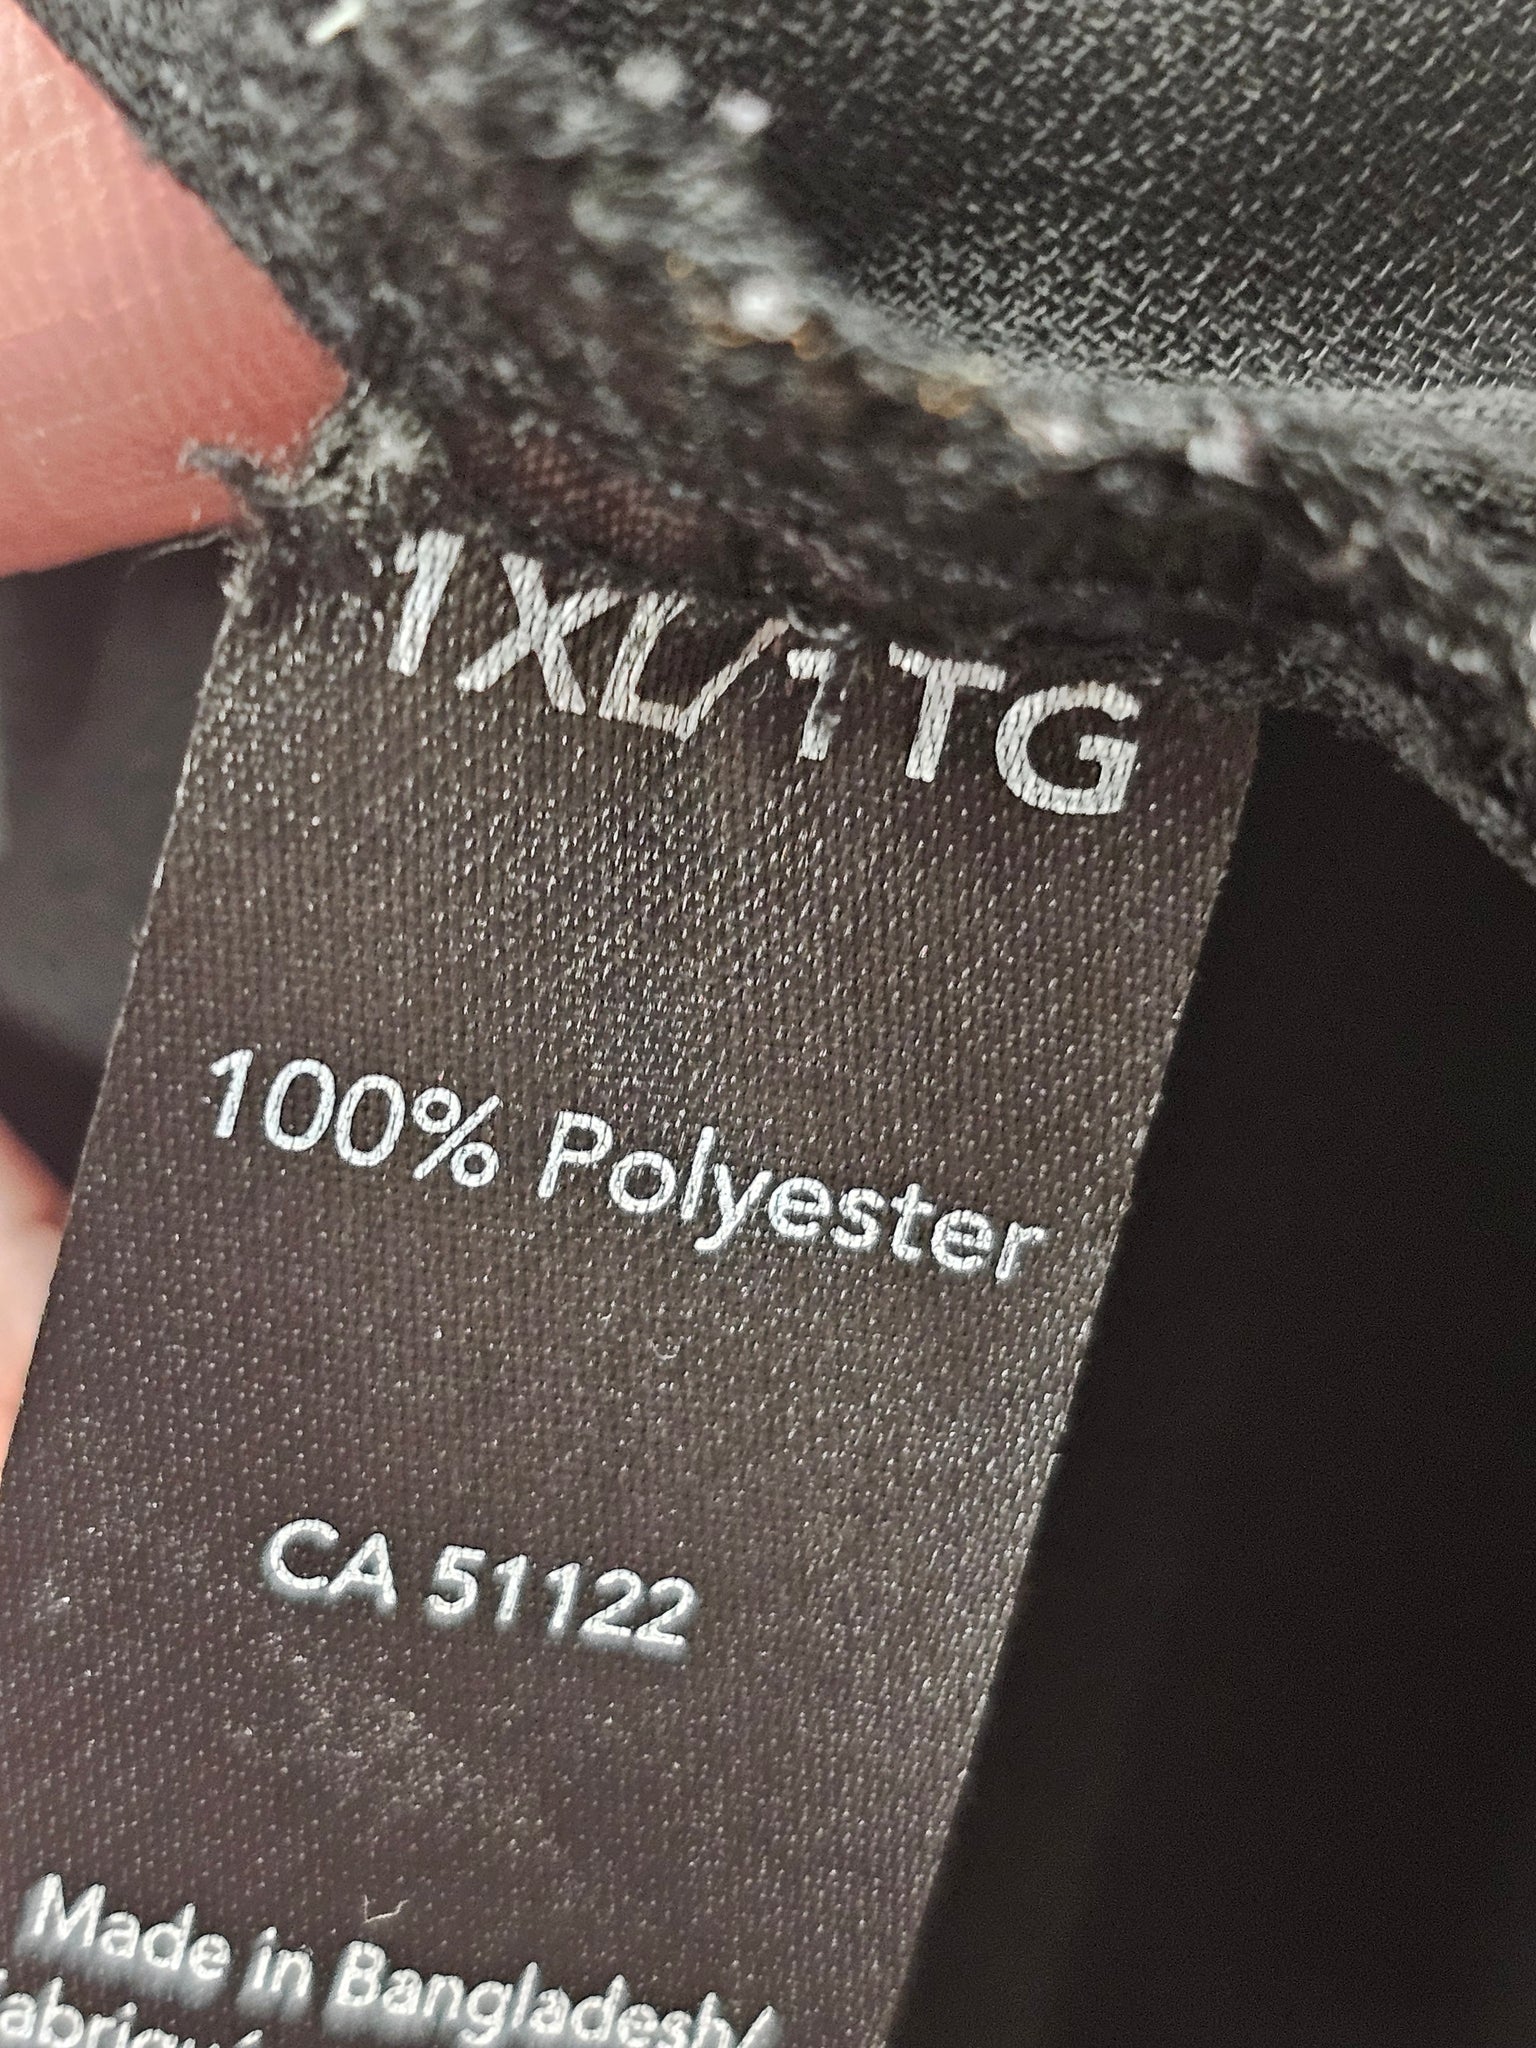 1XL/1TG
100% Polyester
CA 51122
Made in Bangladesh/